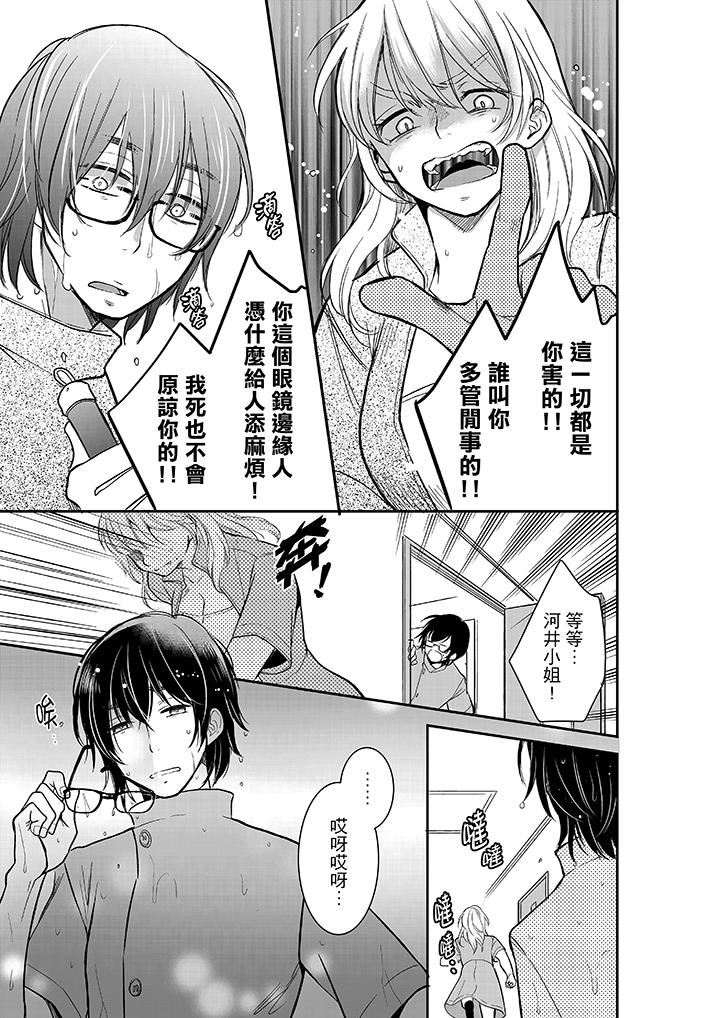 這一切都是
你害的!!
誰叫你
多管閒事的!!
你這個眼鏡邊緣人
憑什麼給人添麻煩！
我死也不會
原諒你的!!
滴答
滴答
等等…
河井小姐！
奔！
噠
噠
噠
噠…
……
哎呀哎呀…
唉